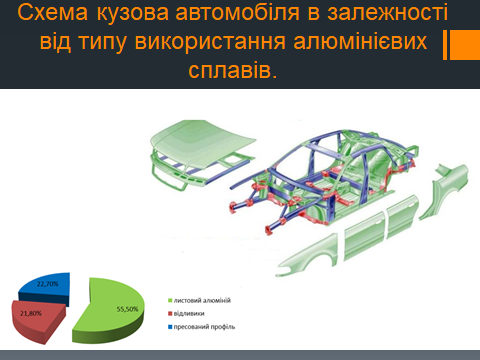 Схема кузова автомобіля в залежності
від типу використання алюмінієвих
сплавів.
22,70%
21,80%
55,50%
листовий алюміній
відливики
пресований профіль